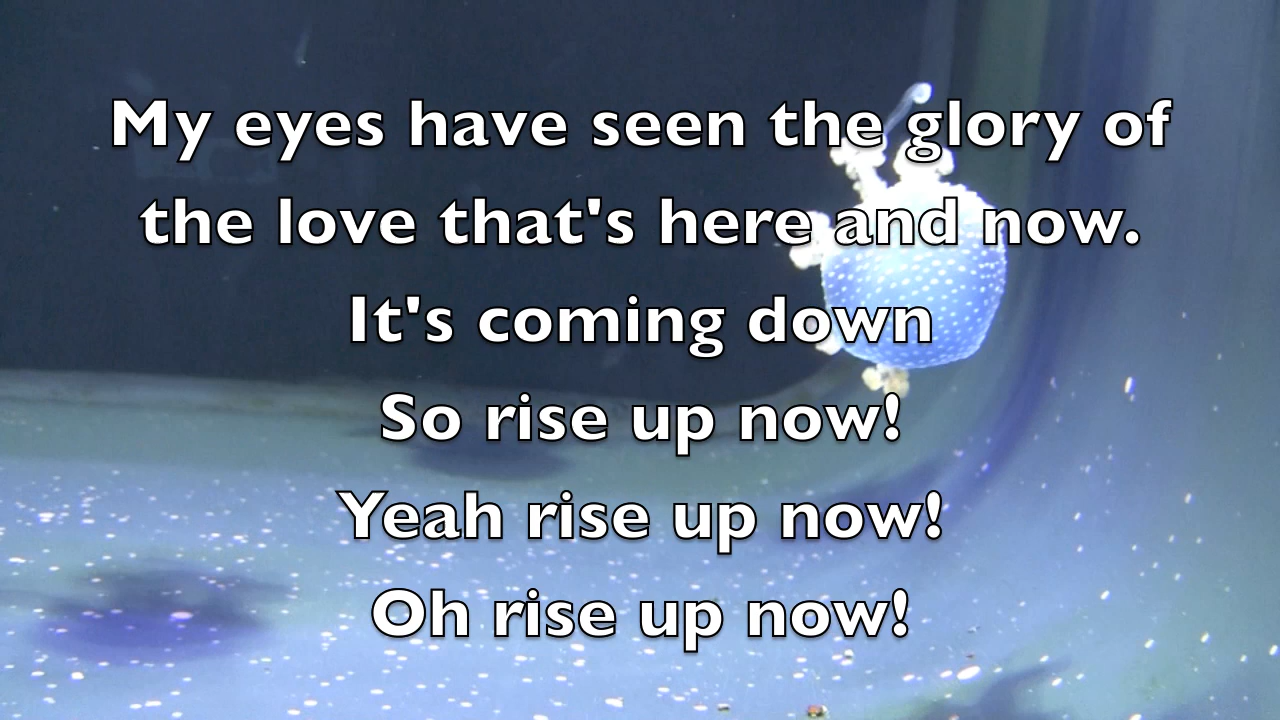 My eyes have seen the glory of
the love that's here and now.
It's coming down
So rise up now!
Yeah rise up now!
Oh rise up now!